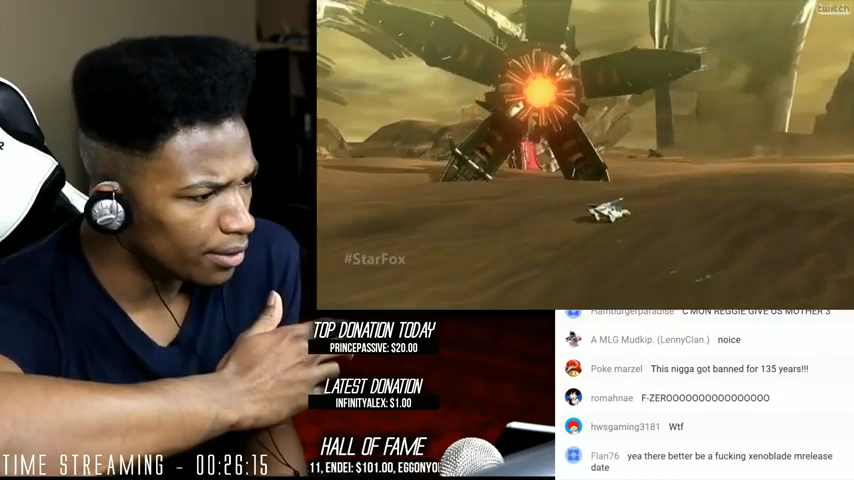 twitch
#StarFox
TOP DONATION TODAY
PRINCEPASSIVE: $20.00
LATEST DONATION
INFINITYALEX: $1.00
HALL OF FAME
11, ENDEI: $101.00, EGGONYO
TIME STREAMING - 00:26:15
Hamburgerparadise C'MON REGGIE GIVE US MOTHER 3
A MLG Mudkip. (LennyClan.) noice
Poke marzel This nigga got banned for 135 years!!!
romahnae F-ZEROOOOOOOOOOOOOOO
hwsgaming3181 Wtf
Flan76 yea there better be a fucking xenoblade mrelease
date